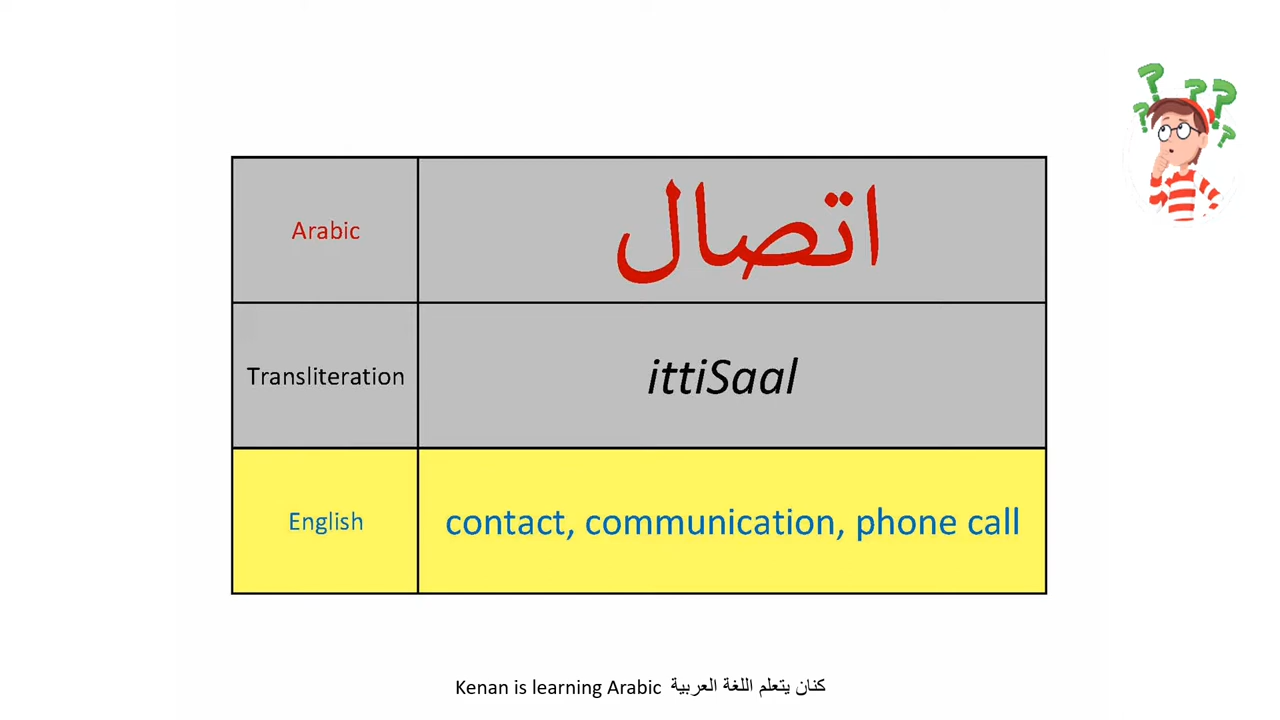 Arabic
اتصال
Transliteration
ittiSaal
English
contact, communication, phone call
Kenan is learning Arabic كنان يتعلم اللغة العربية